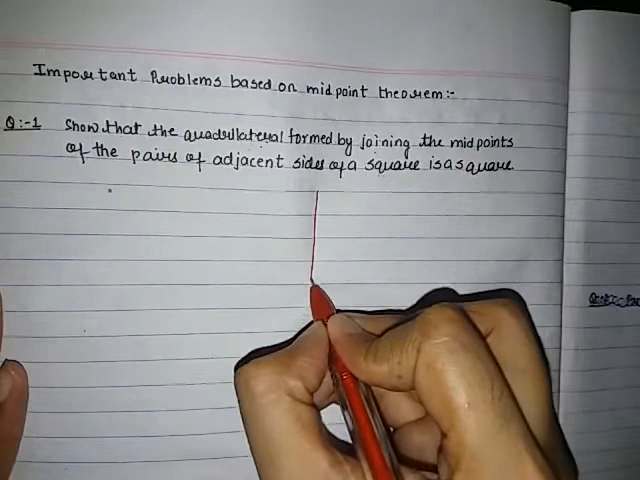 Important Problems based on mid point theorem:-
Q:-1 Show that the quadrilateral formed by joining the mid points
of the pairs of adjacent sides of a square is a square.